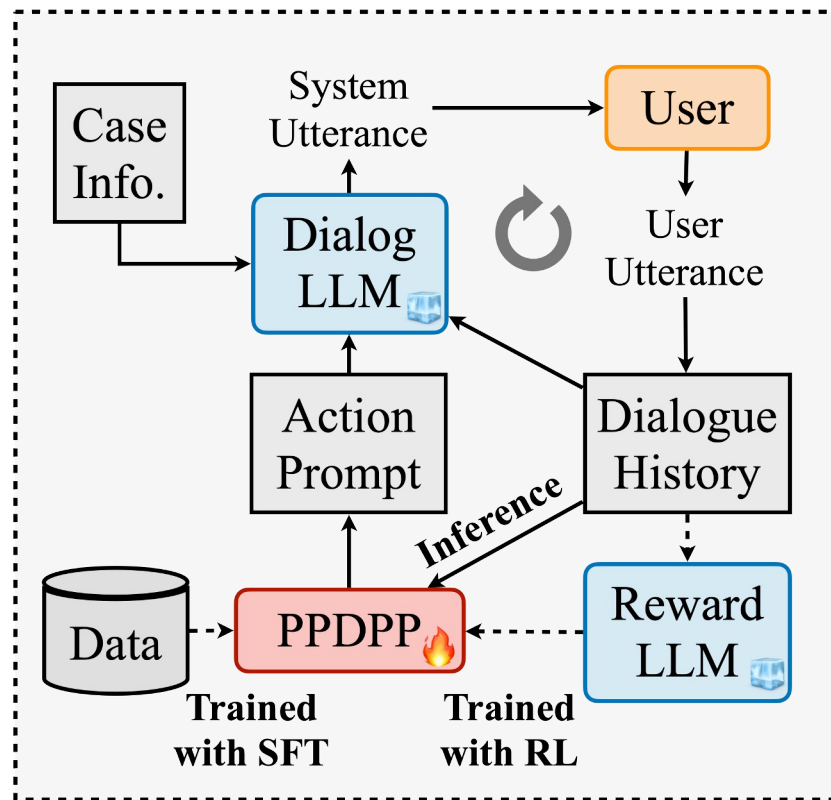 System
Utterance
User
Case
Info.
Dialog
LLM
User
Utterance
Action
Prompt
Dialogue
History
Inference
Data
PPDPP
Reward
LLM
Trained
with SFT
Trained
with RL